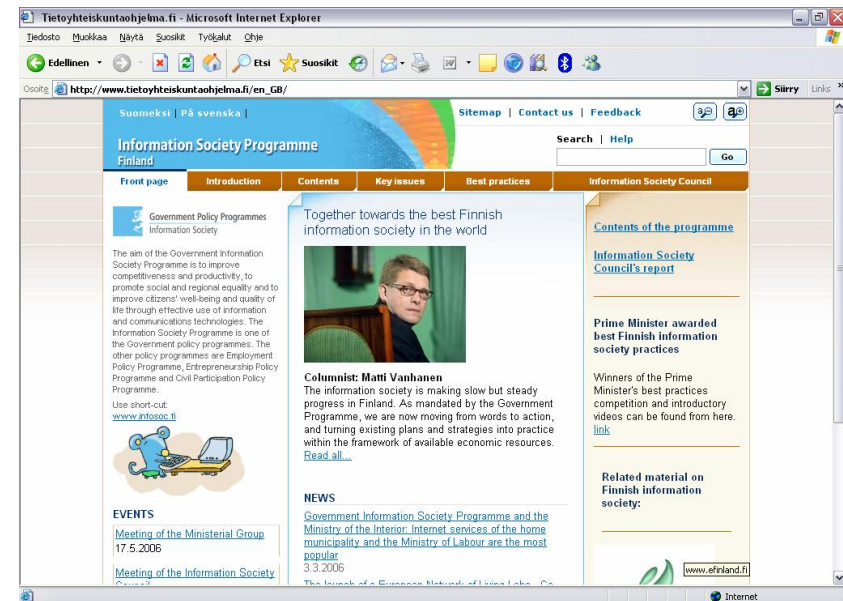 Tietoyhteiskuntaohjelma.fi - Microsoft Internet Explorer
Tiedosto Muokkaa Näytä Suosikit Työkalut Ohje
Edellinen Etsi Suosikit
Osoite http://www.tietoyhteiskuntaohjelma.fi/en_GB/ Siirry Links »
Suomeksi | På svenska |
Sitemap | Contact us | Feedback
Information Society Programme
Finland
Search | Help
Go
Front page Introduction Contents Key issues Best practices Information Society Council
Government Policy Programmes
Information Society
The aim of the Government Information
Society Programme is to improve
competitiveness and productivity, to
promote social and regional equality and to
improve citizens' well-being and quality of
life through effective use of information
and communications technologies. The
Information Society Programme is one of
the Government policy programmes. The
other policy programmes are Employment
Policy Programme, Entrepreneurship Policy
Programme and Civil Participation Policy
Programme.
Use short-cut:
www.infosoc.fi
EVENTS
Meeting of the Ministerial Group
17.5.2006
Meeting of the Information Society
Council
Together towards the best Finnish
information society in the world
Columnist: Matti Vanhanen
The information society is making slow but steady
progress in Finland. As mandated by the Government
Programme, we are now moving from words to action,
and turning existing plans and strategies into practice
within the framework of available economic resources.
Read all...
NEWS
Government Information Society Programme and the
Ministry of the Interior: Internet services of the home
municipality and the Ministry of Labour are the most
popular
3.3.2006
The launch of a European Network of Living Labs - Co
Contents of the programme
Information Society
Council's report
Prime Minister awarded
best Finnish information
society practices
Winners of the Prime
Minister's best practices
competition and introductory
videos can be found from here.
link
Related material on
Finnish information
society:
www.efinland.fi
Internet